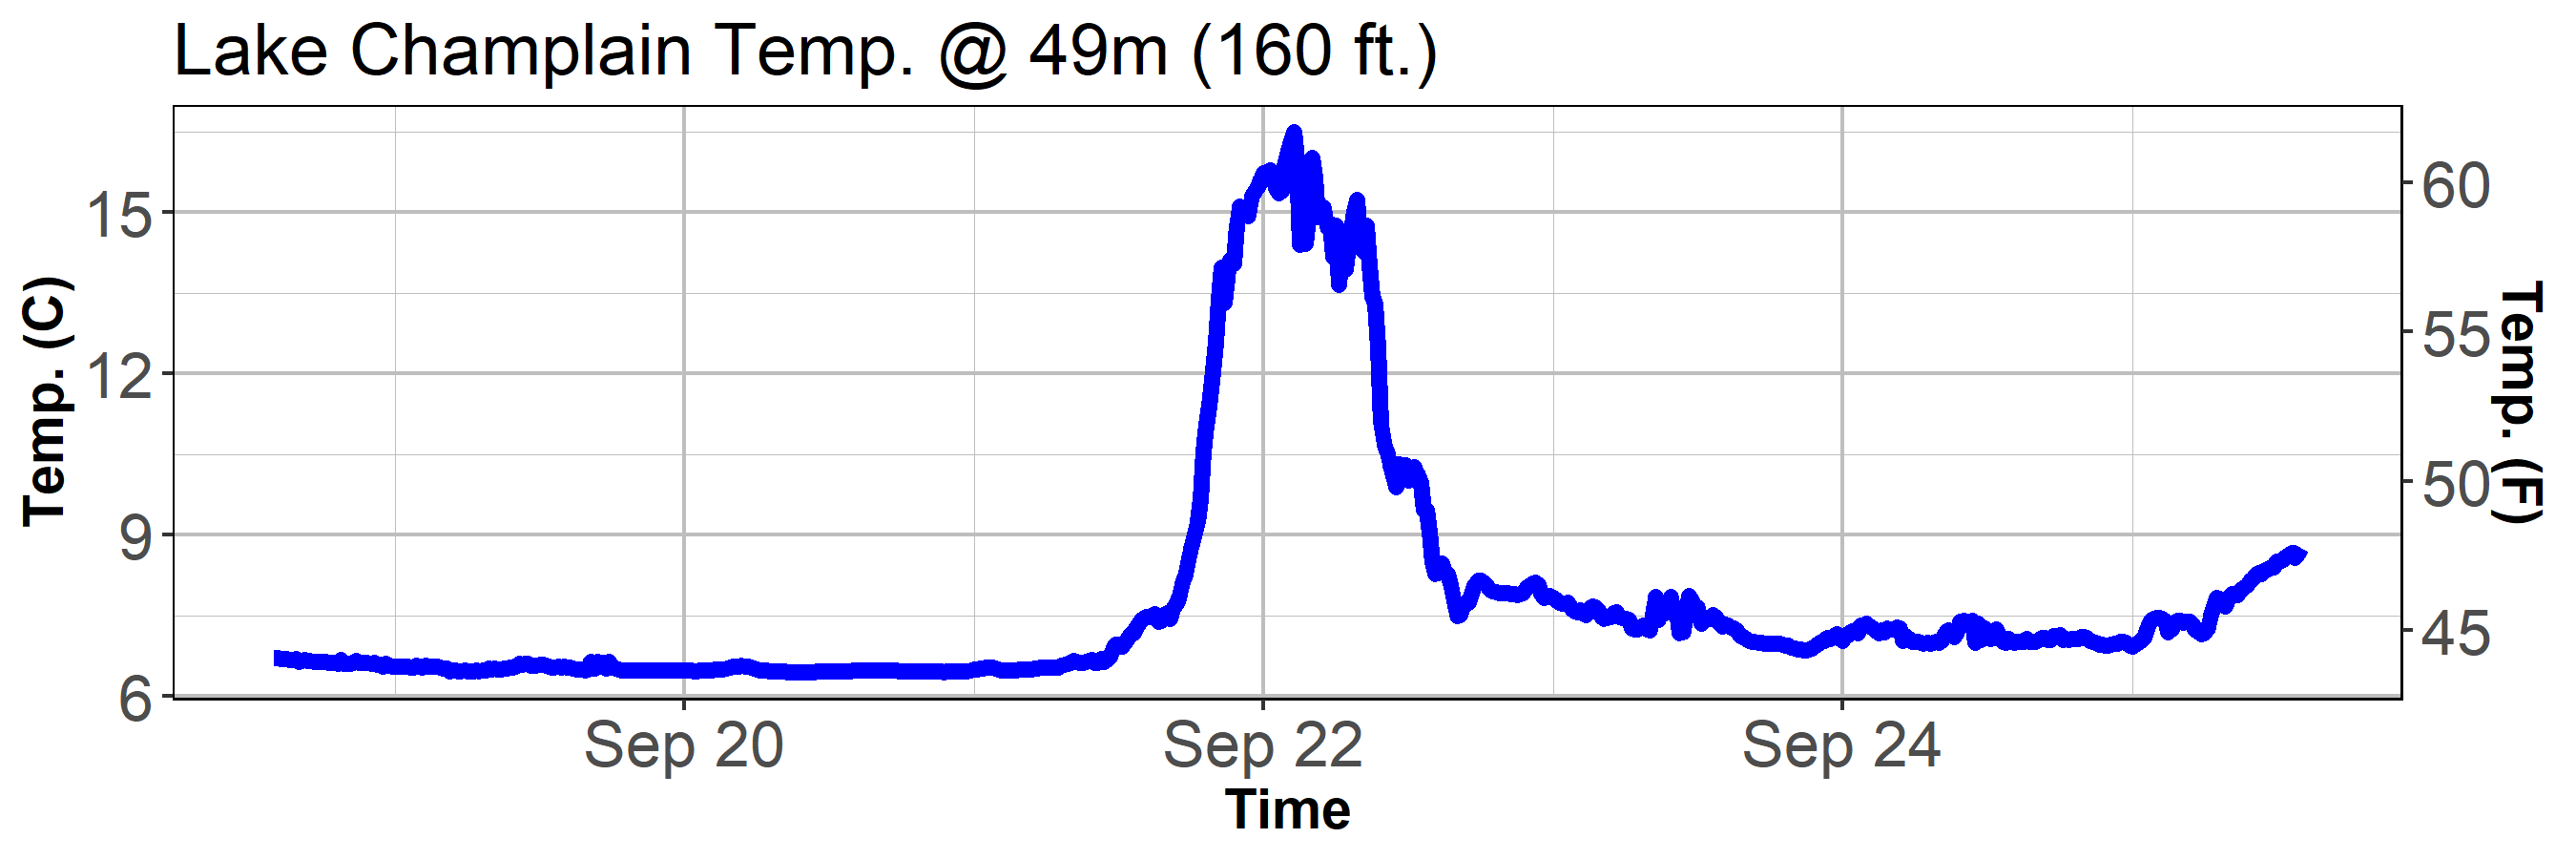 Lake Champlain Temp. @ 49m (160 ft.)
Temp. (C)
15
12
9
6
60
55
50
45
Temp. (F)
Sep 20
Sep 22
Sep 24
Time